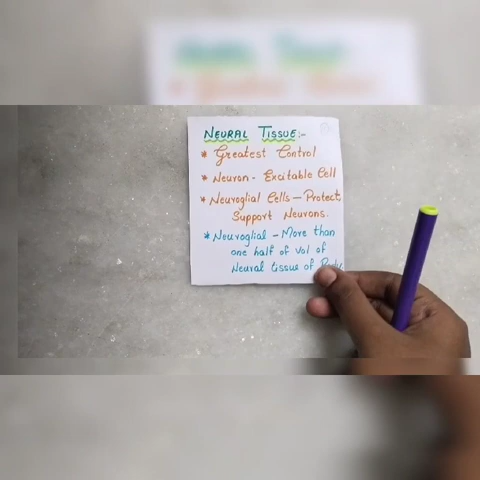 NEURAL TISSUE:-
* Greatest Control
* Neuron - Excitable Cell
* Neuroglial Cells - Protect,
Support Neurons.
* Neuroglial - More than
one half of vol of
Neural tissue of Body